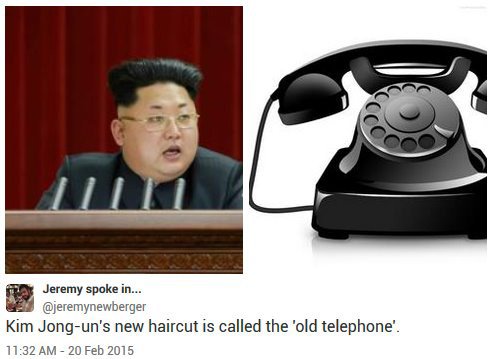 Jeremy spoke in...
@jeremynewberger
Kim Jong-un's new haircut is called the 'old telephone'.
11:32 AM - 20 Feb 2015